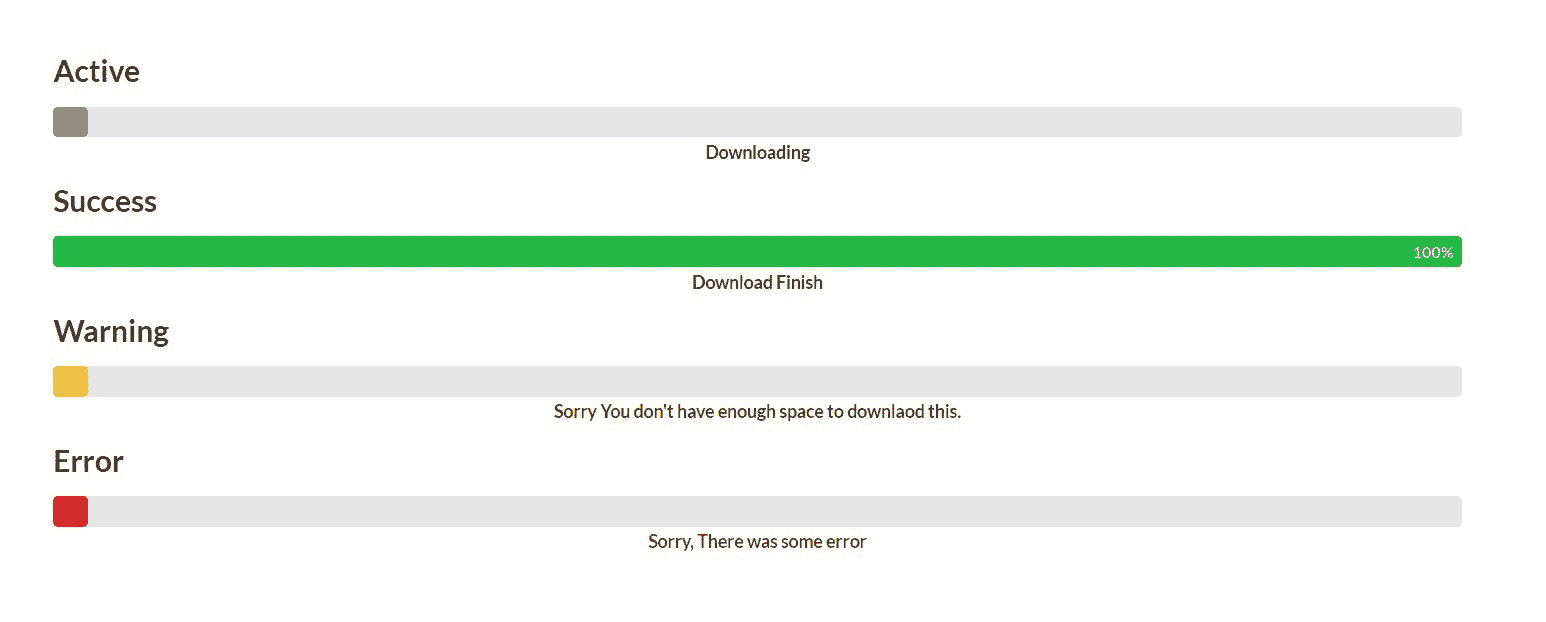 Active
Downloading
Success
100%
Download Finish
Warning
Sorry You don't have enough space to downlaod this.
Error
Sorry, There was some error